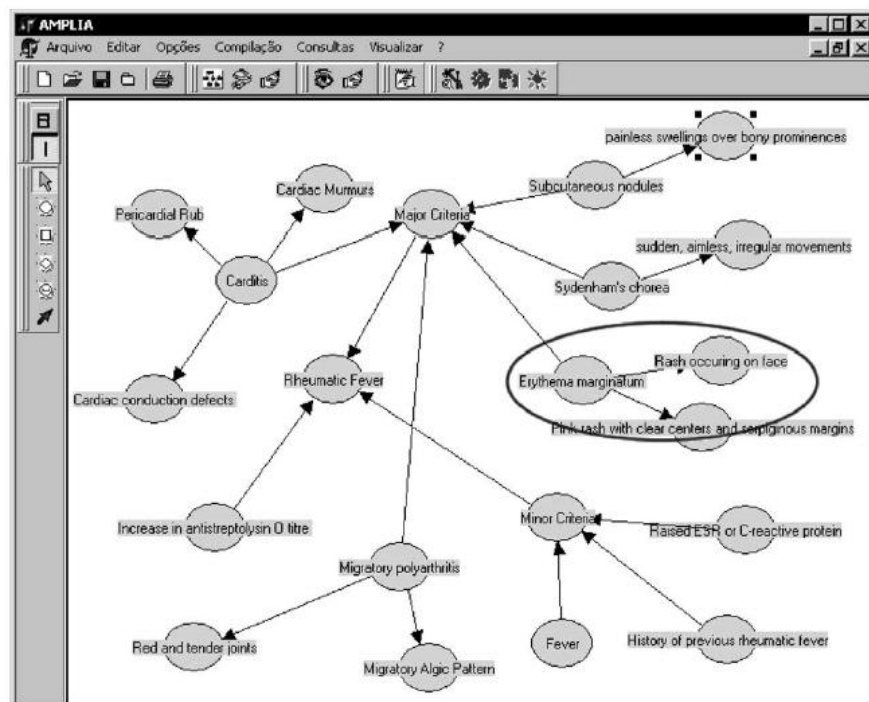 AMPLIA
Arquivo Editar Opções Compilação Consultas Visualizar ?
painless swellings over bony prominences
Cardiac Murmurs
Subcutaneous nodules
Pericardial Rub
Major Criteria
sudden, aimless, irregular movements
Carditis
Sydenham's chorea
Rash occuring on face
Rheumatic Fever
Erythema marginatum
Cardiac conduction defects
Pink rash with clear centers and serpiginous margins
Increase in antistreptolysin O titre
Minor Criteria
Raised ESR or C-reactive protein
Migratory polyarthritis
Red and tender joints
Fever
History of previous rheumatic fever
Migratory Algic Pattern